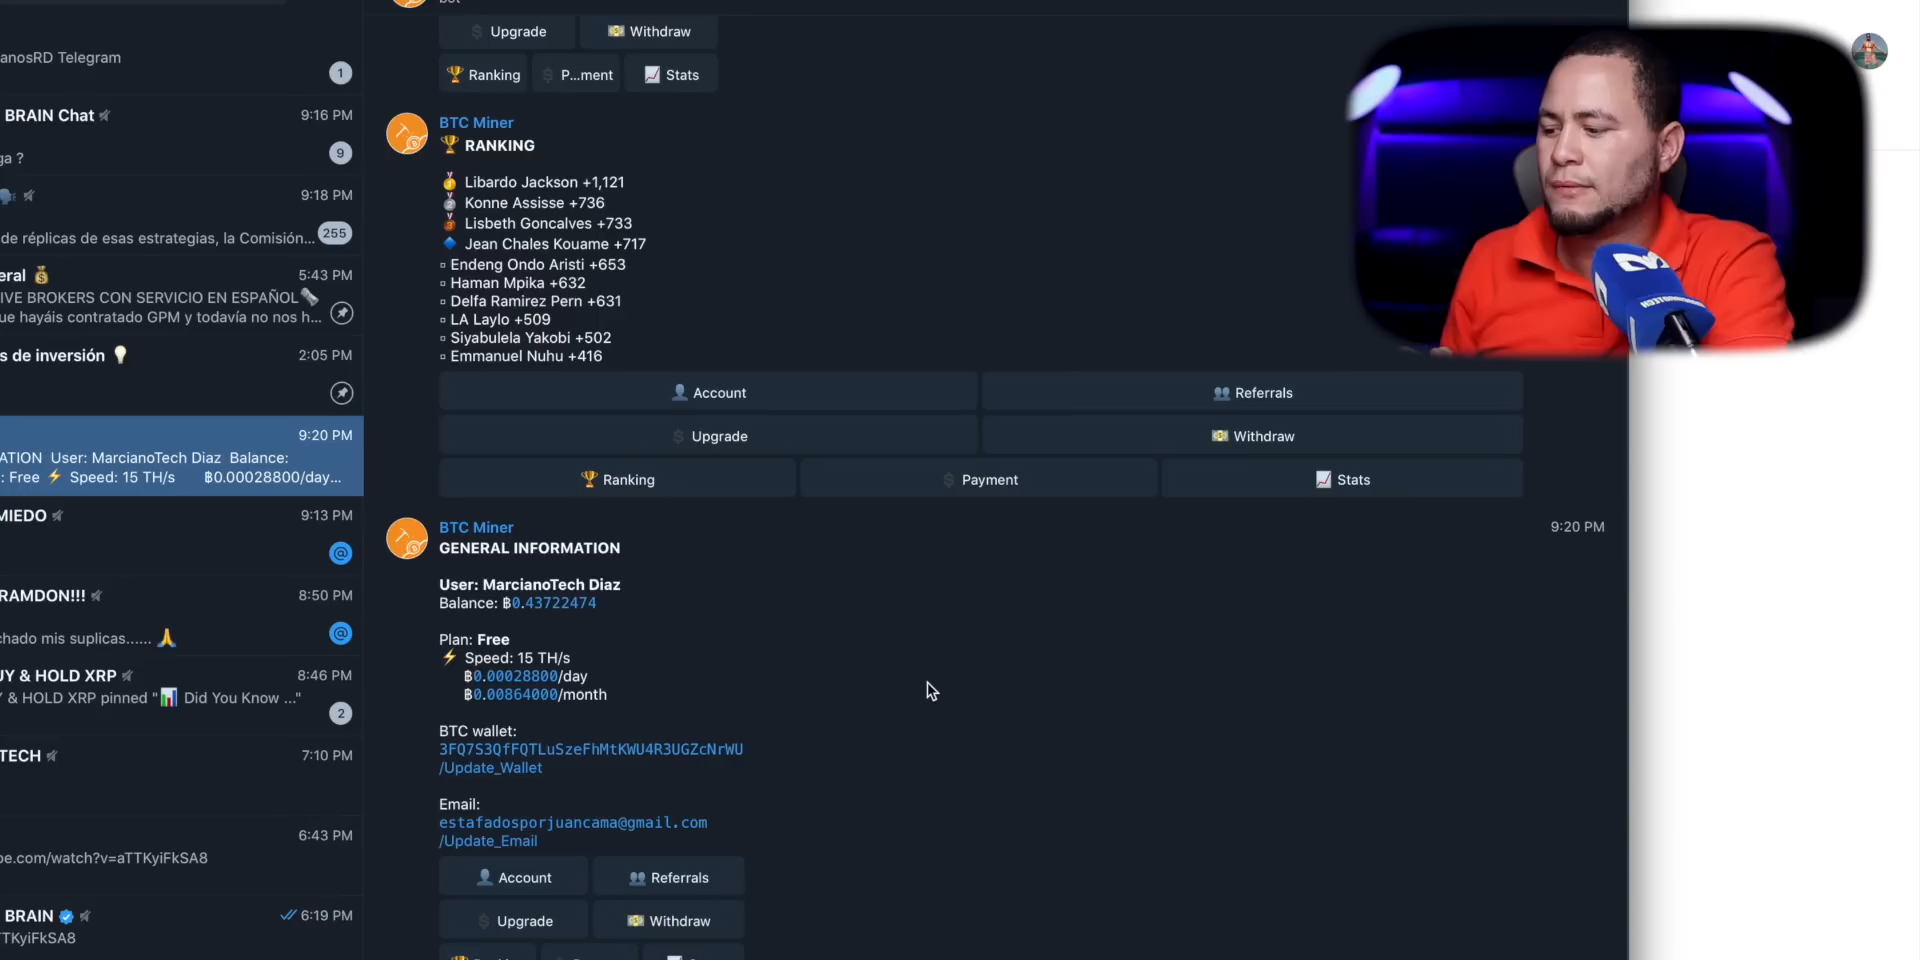 bot
Upgrade
Withdraw
Ranking
P...ment
Stats
anosRD Telegram
1
BRAIN Chat
9:16 PM
ga ?
9
9:18 PM
de réplicas de esas estrategias, la Comisión...
255
eral
5:43 PM
IVE BROKERS CON SERVICIO EN ESPAÑOL
ue hayáis contratado GPM y todavía no nos h...
s de inversión
2:05 PM
9:20 PM
ATION User: MarcianoTech Diaz Balance:
: Free ⚡ Speed: 15 TH/s ฿0.00028800/day...
MIEDO
9:13 PM
@
RAMDON!!!
8:50 PM
chado mis suplicas......
@
UY & HOLD XRP
8:46 PM
Y & HOLD XRP pinned "📊 Did You Know ..."
2
TECH
7:10 PM
6:43 PM
be.com/watch?v=aTTKyiFkSA8
BRAIN
6:19 PM
TKyiFkSA8
BTC Miner
🏆 RANKING
🥇 Libardo Jackson +1,121
🥈 Konne Assisse +736
🥉 Lisbeth Goncalves +733
🔷 Jean Chales Kouame +717
▫ Endeng Ondo Aristi +653
▫ Haman Mpika +632
▫ Delfa Ramirez Pern +631
▫ LA Laylo +509
▫ Siyabulela Yakobi +502
▫ Emmanuel Nuhu +416
Account
Referrals
Upgrade
Withdraw
Ranking
Payment
Stats
BTC Miner
9:20 PM
GENERAL INFORMATION
User: MarcianoTech Diaz
Balance: ฿0.43722474
Plan: Free
⚡ Speed: 15 TH/s
฿0.00028800/day
฿0.00864000/month
BTC wallet:
3FQ7S3QfFQTLuSzeFhMtKWU4R3UGZcNrWU
/Update_Wallet
Email:
estafadosporjuancama@gmail.com
/Update_Email
Account
Referrals
Upgrade
Withdraw